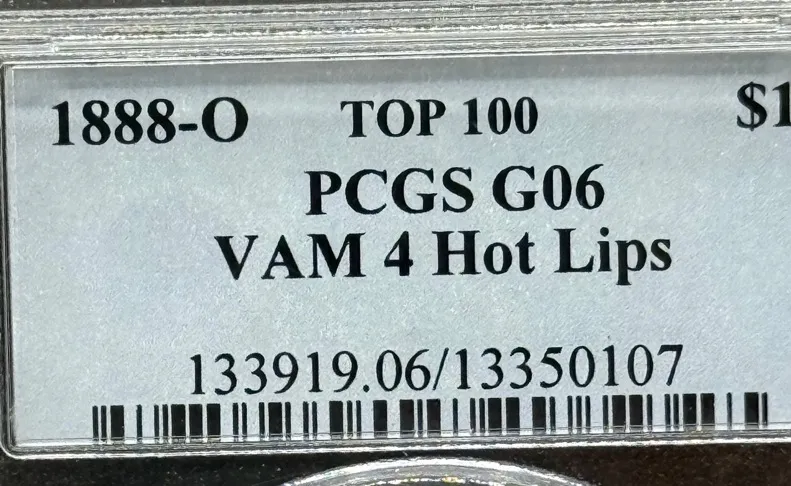 1888-O TOP 100 $1
PCGS G06
VAM 4 Hot Lips
133919.06/13350107